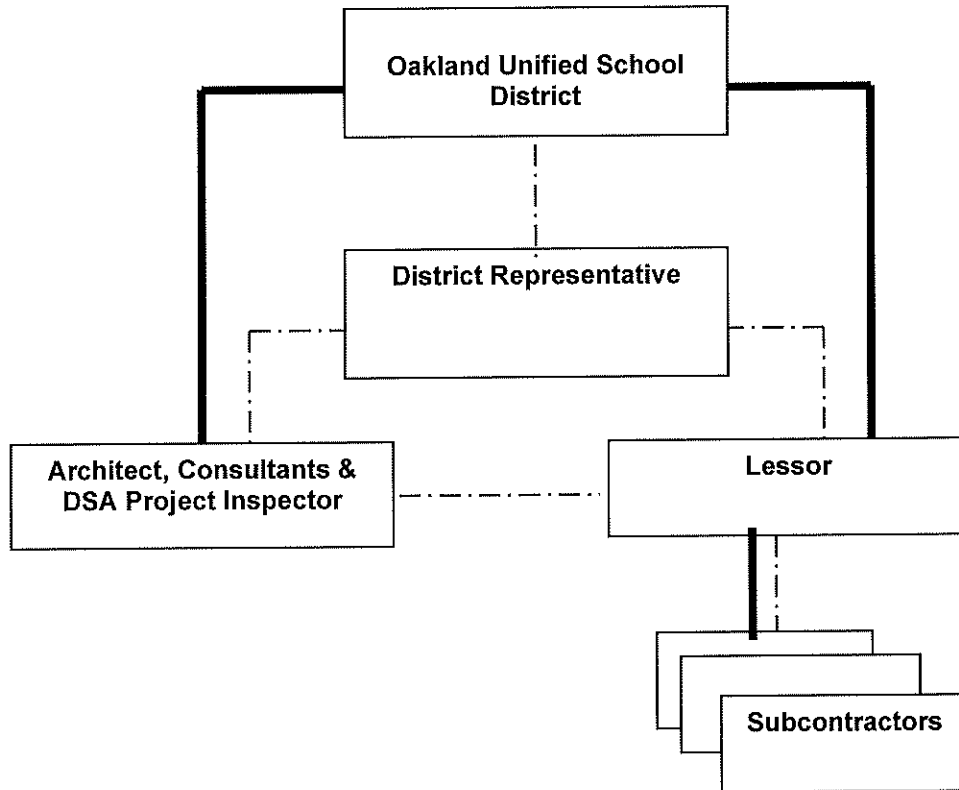 Oakland Unified School
District
District Representative
Architect, Consultants &
DSA Project Inspector
Lessor
Subcontractors